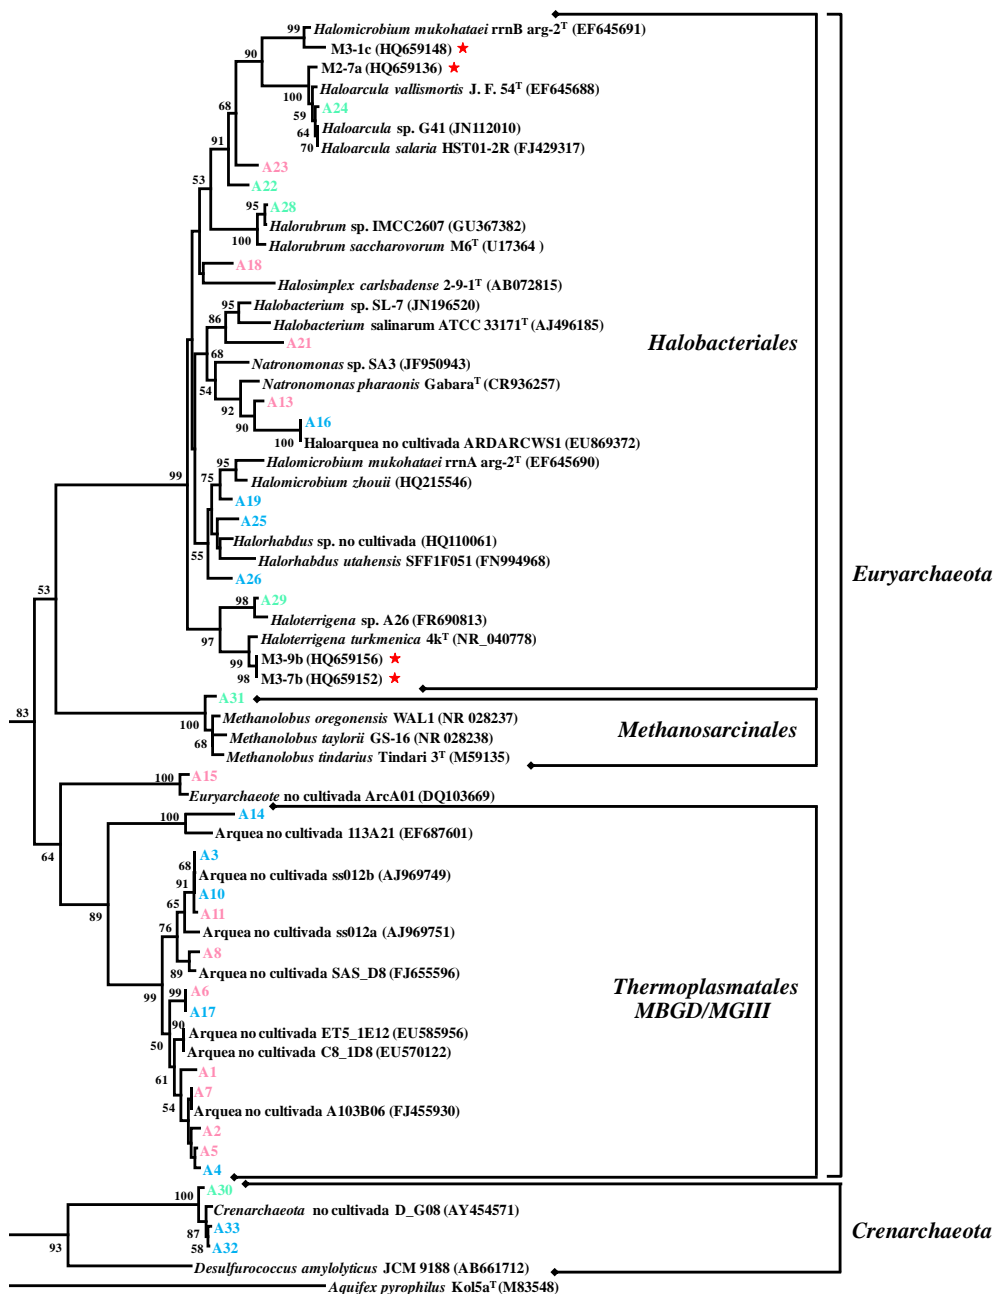 99 Halomicrobium mukohataei rrnB arg-2T (EF645691)
M3-1c (HQ659148) ★
90
M2-7a (HQ659136) ★
Haloarcula vallismortis J. F. 54T (EF645688)
100
68 A24
59
Haloarcula sp. G41 (JN112010)
64
91
70 Haloarcula salaria HST01-2R (FJ429317)
A23
53 A22
95 A28
Halorubrum sp. IMCC2607 (GU367382)
100 Halorubrum saccharovorum M6T (U17364 )
A18
Halosimplex carlsbadense 2-9-1T (AB072815)
95 Halobacterium sp. SL-7 (JN196520)
86 Halobacterium salinarum ATCC 33171T (AJ496185)
A21
Halobacteriales
68
Natronomonas sp. SA3 (JF950943)
54 Natronomonas pharaonis GabaraT (CR936257)
A13
92
A16
90
100 Haloarquea no cultivada ARDARCWS1 (EU869372)
95 Halomicrobium mukohataei rrnA arg-2T (EF645690)
99 75 Halomicrobium zhouii (HQ215546)
A19
A25
Halorhabdus sp. no cultivada (HQ110061)
55 Halorhabdus utahensis SFF1F051 (FN994968)
A26
Euryarchaeota
53
98 A29
Haloterrigena sp. A26 (FR690813)
97 Haloterrigena turkmenica 4kT (NR_040778)
M3-9b (HQ659156) ★
99
98 M3-7b (HQ659152) ★
A31
83
100 Methanolobus oregonensis WAL1 (NR 028237)
Methanosarcinales
Methanolobus taylorii GS-16 (NR 028238)
68
Methanolobus tindarius Tindari 3T (M59135)
100 A15
Euryarchaeote no cultivada ArcA01 (DQ103669)
100 A14
Arquea no cultivada 113A21 (EF687601)
64
A3
68
Arquea no cultivada ss012b (AJ969749)
91
A10
89 65 A11
76 Arquea no cultivada ss012a (AJ969751)
A8
89 Arquea no cultivada SAS_D8 (FJ655596)
Thermoplasmatales
MBGD/MGIII
99 99 A6
A17
90
Arquea no cultivada ET5_1E12 (EU585956)
50
Arquea no cultivada C8_1D8 (EU570122)
A1
61
A7
54
Arquea no cultivada A103B06 (FJ455930)
A2
A5
A4
100 A30
Crenarchaeota no cultivada D_G08 (AY454571)
87 A33
93 58 A32
Crenarchaeota
Desulfurococcus amylolyticus JCM 9188 (AB661712)
Aquifex pyrophilus Kol5aT(M83548)